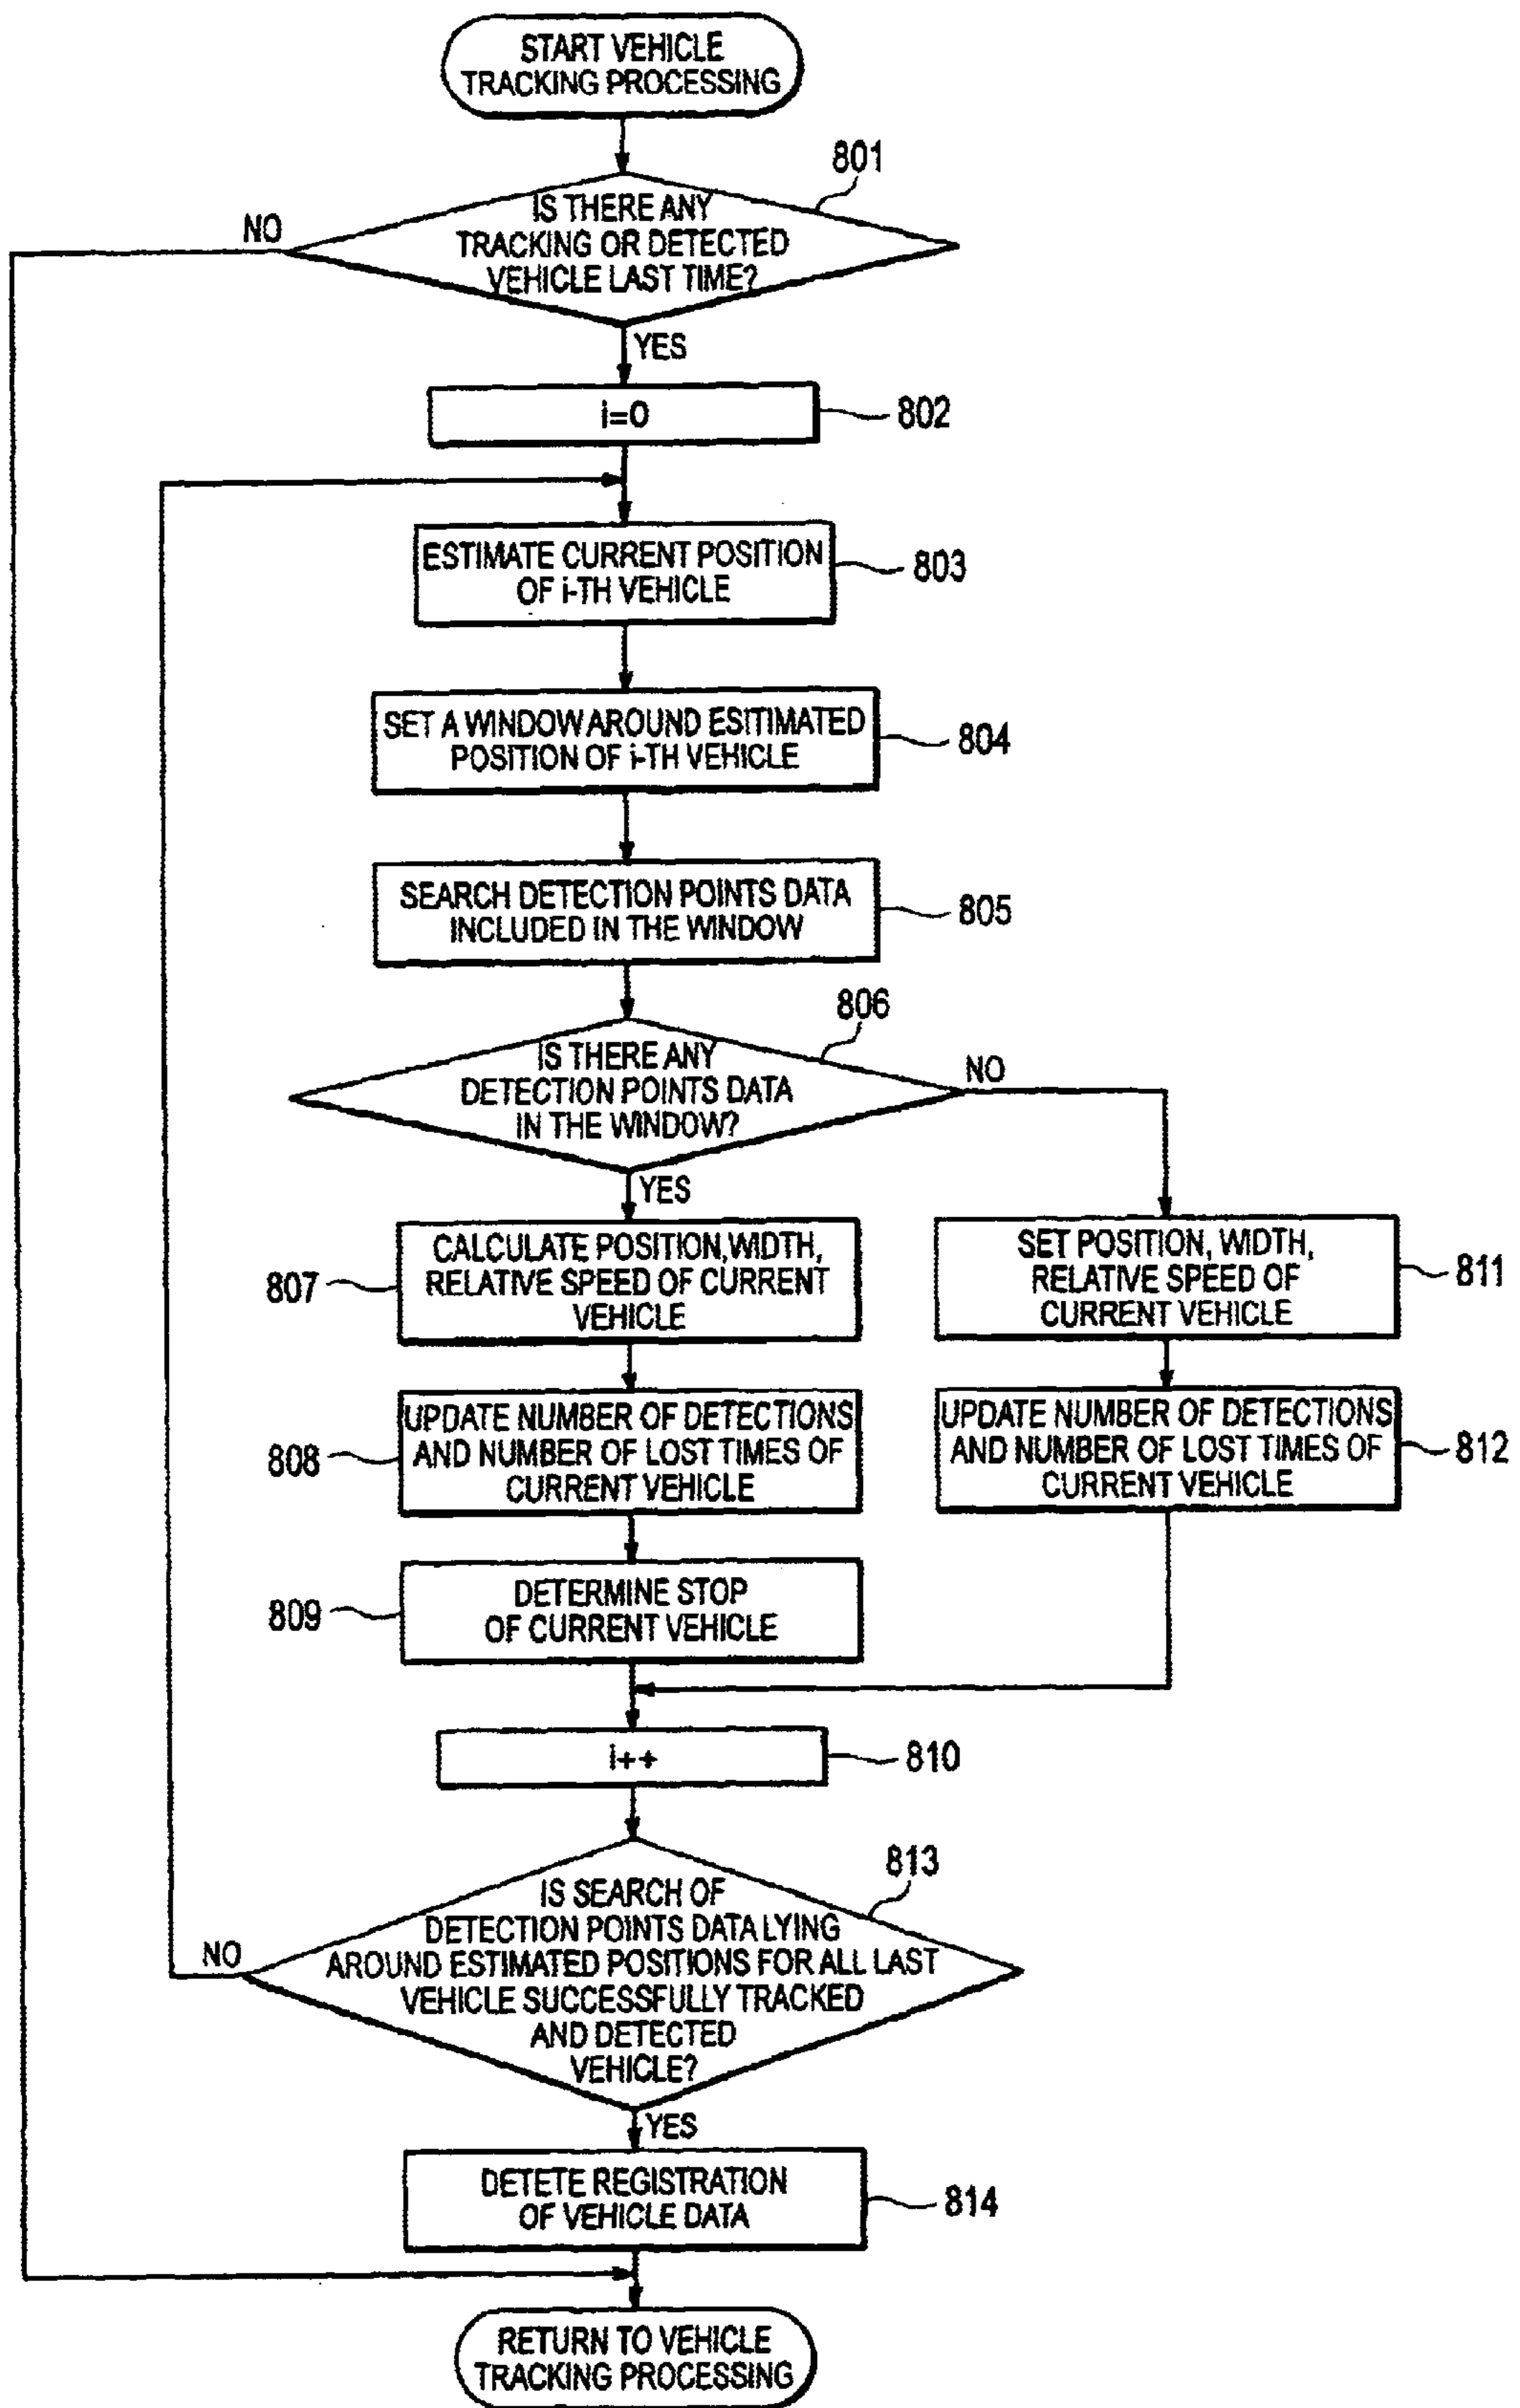 START VEHICLE
TRACKING PROCESSING
801
IS THERE ANY
TRACKING OR DETECTED
VEHICLE LAST TIME?
NO
YES
i=0
802
ESTIMATE CURRENT POSITION
OF i-TH VEHICLE
803
SET A WINDOW AROUND ESITIMATED
POSITION OF i-TH VEHICLE
804
SEARCH DETECTION POINTS DATA
INCLUDED IN THE WINDOW
805
806
IS THERE ANY
DETECTION POINTS DATA
IN THE WINDOW?
NO
YES
CALCULATE POSITION, WIDTH,
RELATIVE SPEED OF CURRENT
VEHICLE
807
SET POSITION, WIDTH,
RELATIVE SPEED OF
CURRENT VEHICLE
811
UPDATE NUMBER OF DETECTIONS
AND NUMBER OF LOST TIMES OF
CURRENT VEHICLE
808
UPDATE NUMBER OF DETECTIONS
AND NUMBER OF LOST TIMES OF
CURRENT VEHICLE
812
DETERMINE STOP
OF CURRENT VEHICLE
809
i++
810
813
IS SEARCH OF
DETECTION POINTS DATA LYING
AROUND ESTIMATED POSITIONS FOR ALL LAST
VEHICLE SUCCESSFULLY TRACKED
AND DETECTED
VEHICLE?
NO
YES
DETETE REGISTRATION
OF VEHICLE DATA
814
RETURN TO VEHICLE
TRACKING PROCESSING